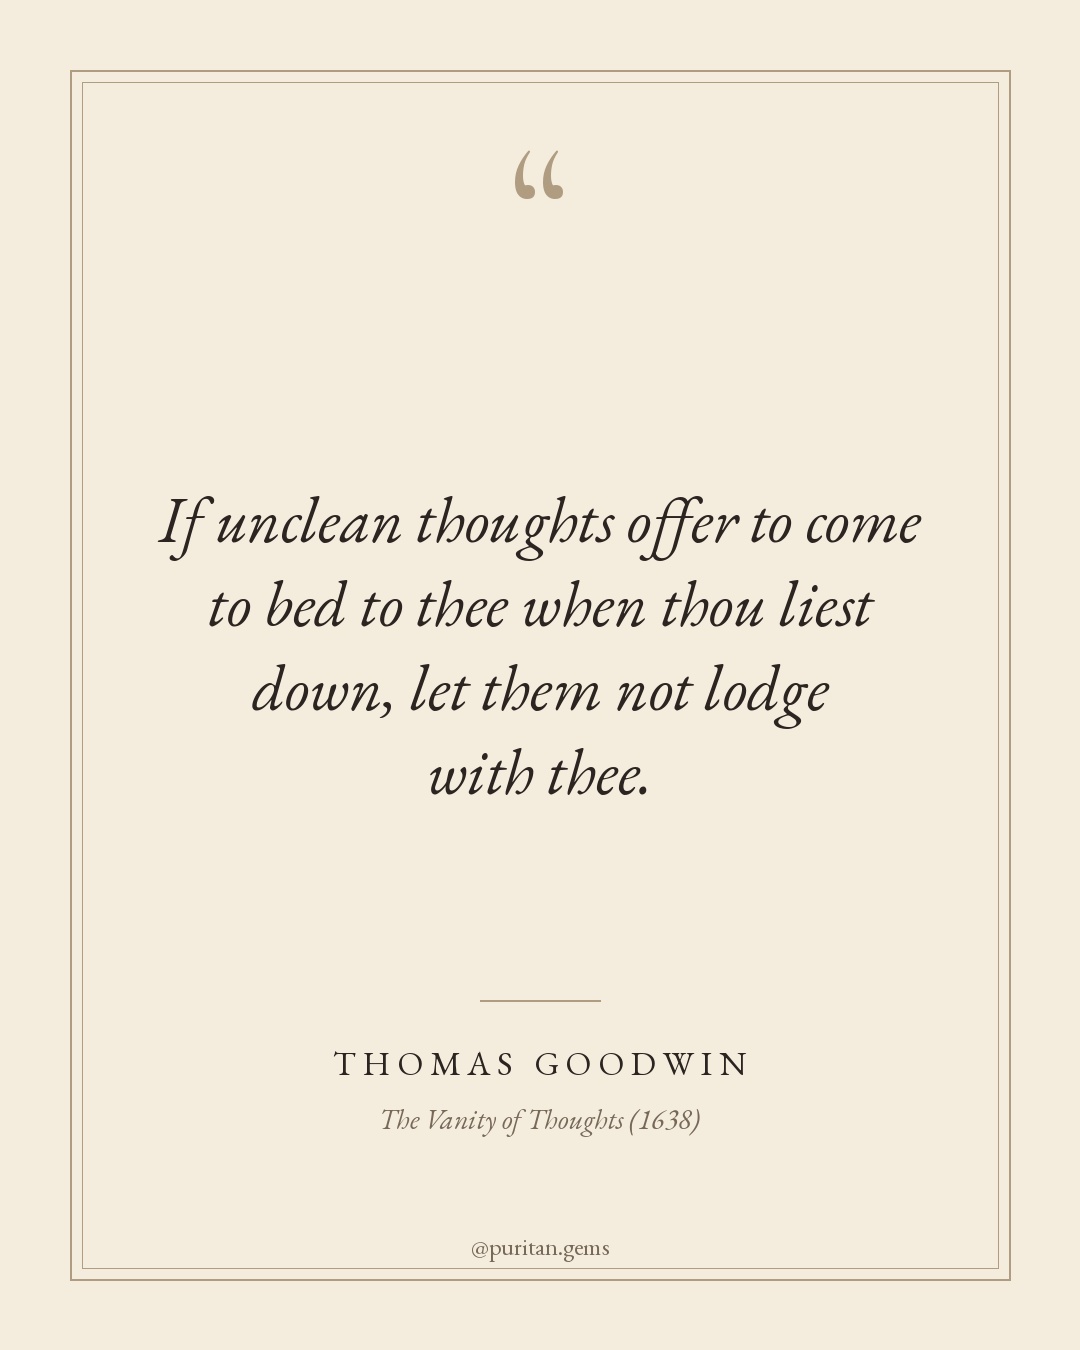 “
If unclean thoughts offer to come
to bed to thee when thou liest
down, let them not lodge
with thee.
THOMAS GOODWIN
The Vanity of Thoughts (1638)
@puritan.gems